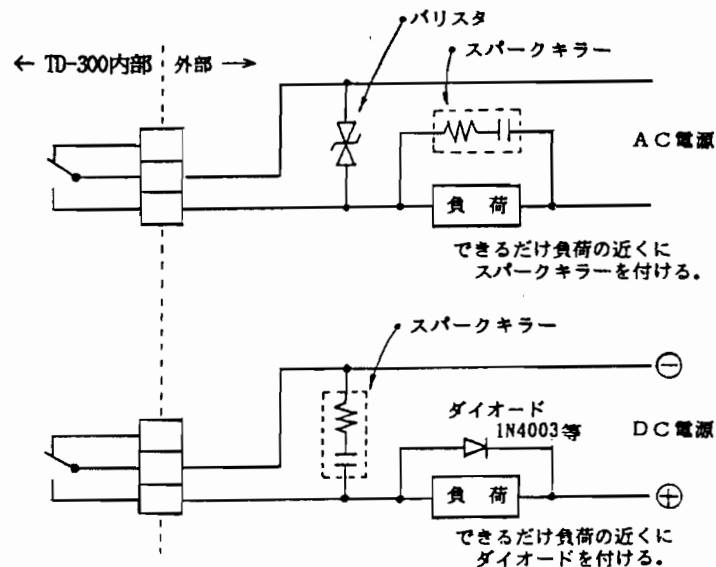 バリスタ
スパークキラー
← TD-300内部 外部 →
AC電源
負荷
できるだけ負荷の近くに
スパークキラーを付ける。
スパークキラー
⊖
ダイオード
1N4003等
DC電源
負荷
⊕
できるだけ負荷の近くに
ダイオードを付ける。